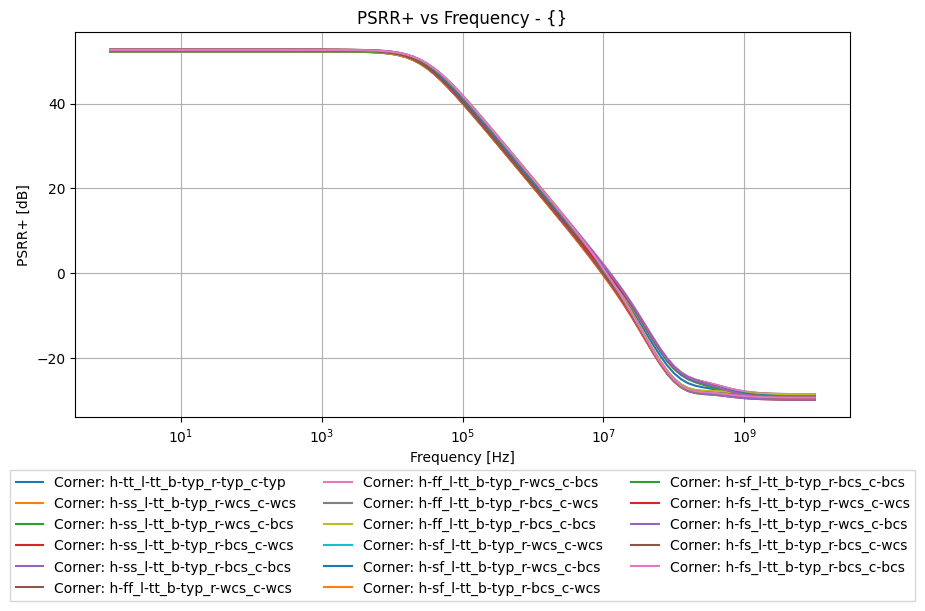 PSRR+ vs Frequency - {}
PSRR+ [dB]
40
20
0
−20
10^1
10^3
10^5
10^7
10^9
Frequency [Hz]
Corner: h-tt_l-tt_b-typ_r-typ_c-typ
Corner: h-ss_l-tt_b-typ_r-wcs_c-wcs
Corner: h-ss_l-tt_b-typ_r-wcs_c-bcs
Corner: h-ss_l-tt_b-typ_r-bcs_c-wcs
Corner: h-ss_l-tt_b-typ_r-bcs_c-bcs
Corner: h-ff_l-tt_b-typ_r-wcs_c-wcs
Corner: h-ff_l-tt_b-typ_r-wcs_c-bcs
Corner: h-ff_l-tt_b-typ_r-bcs_c-wcs
Corner: h-ff_l-tt_b-typ_r-bcs_c-bcs
Corner: h-sf_l-tt_b-typ_r-wcs_c-wcs
Corner: h-sf_l-tt_b-typ_r-wcs_c-bcs
Corner: h-sf_l-tt_b-typ_r-bcs_c-wcs
Corner: h-sf_l-tt_b-typ_r-bcs_c-bcs
Corner: h-fs_l-tt_b-typ_r-wcs_c-wcs
Corner: h-fs_l-tt_b-typ_r-wcs_c-bcs
Corner: h-fs_l-tt_b-typ_r-bcs_c-wcs
Corner: h-fs_l-tt_b-typ_r-bcs_c-bcs